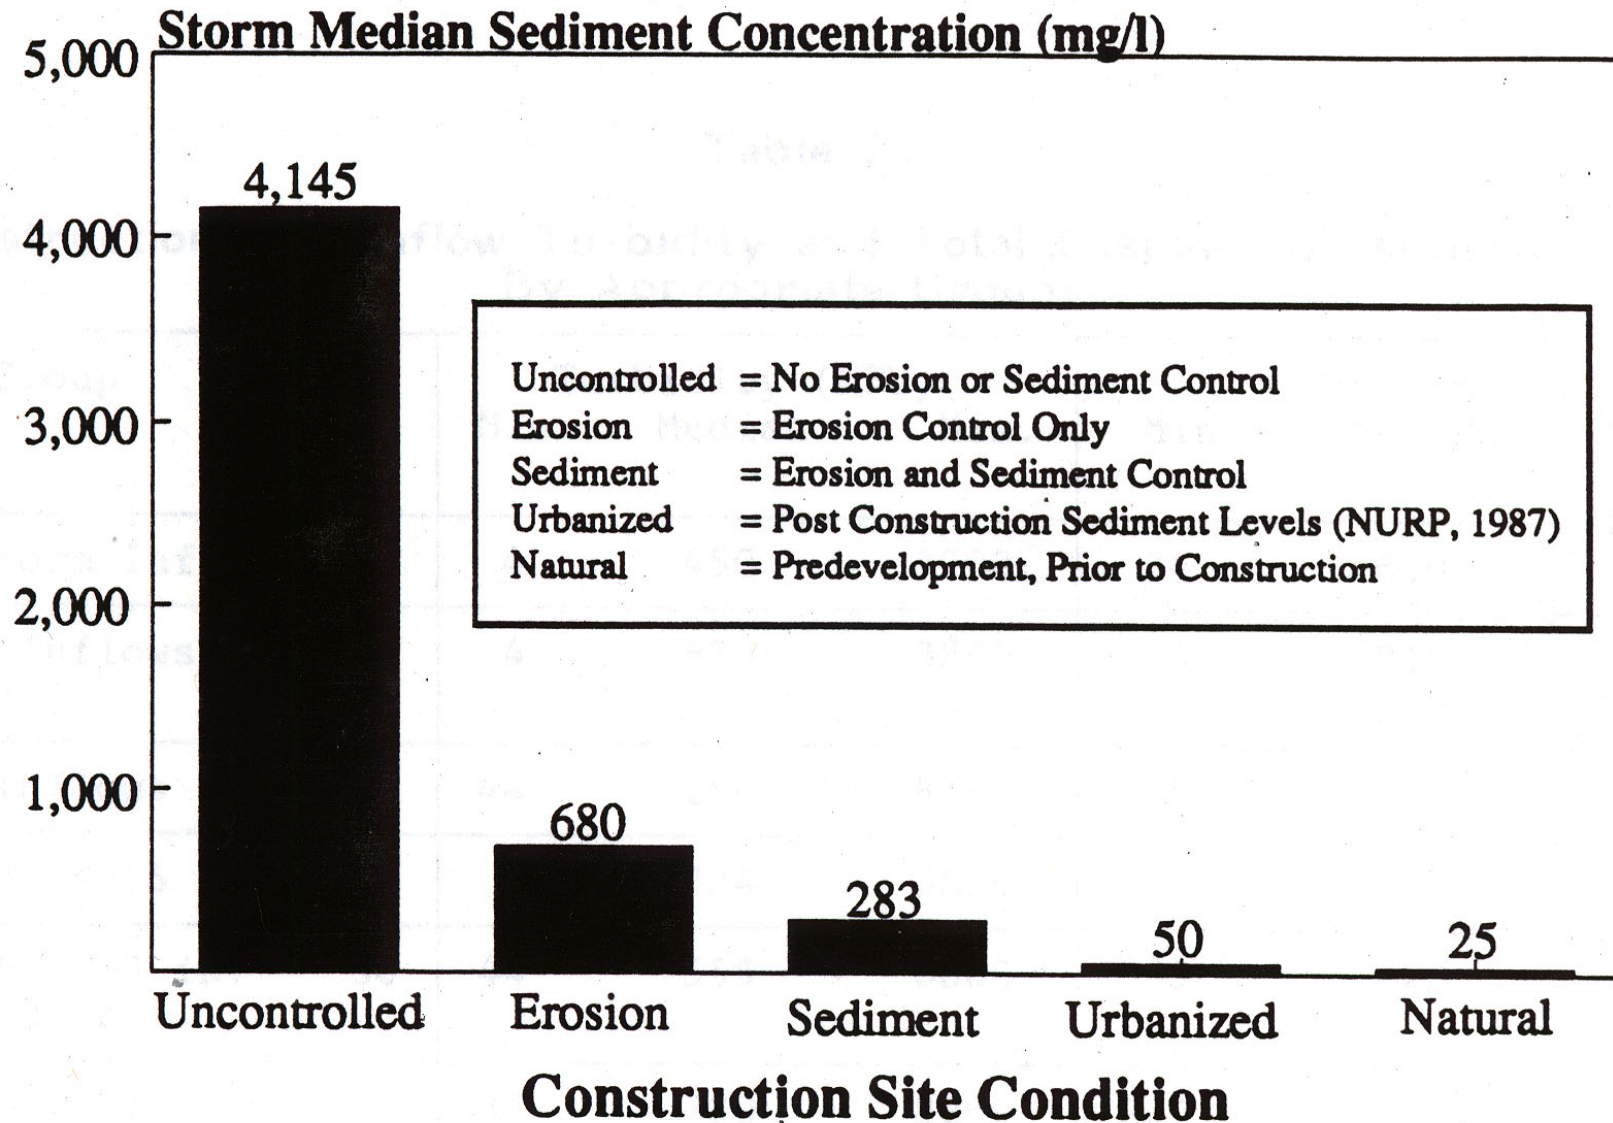 Storm Median Sediment Concentration (mg/l)
5,000
4,000
3,000
2,000
1,000
4,145
680
283
50
25
Uncontrolled = No Erosion or Sediment Control
Erosion = Erosion Control Only
Sediment = Erosion and Sediment Control
Urbanized = Post Construction Sediment Levels (NURP, 1987)
Natural = Predevelopment, Prior to Construction
Uncontrolled Erosion Sediment Urbanized Natural
Construction Site Condition